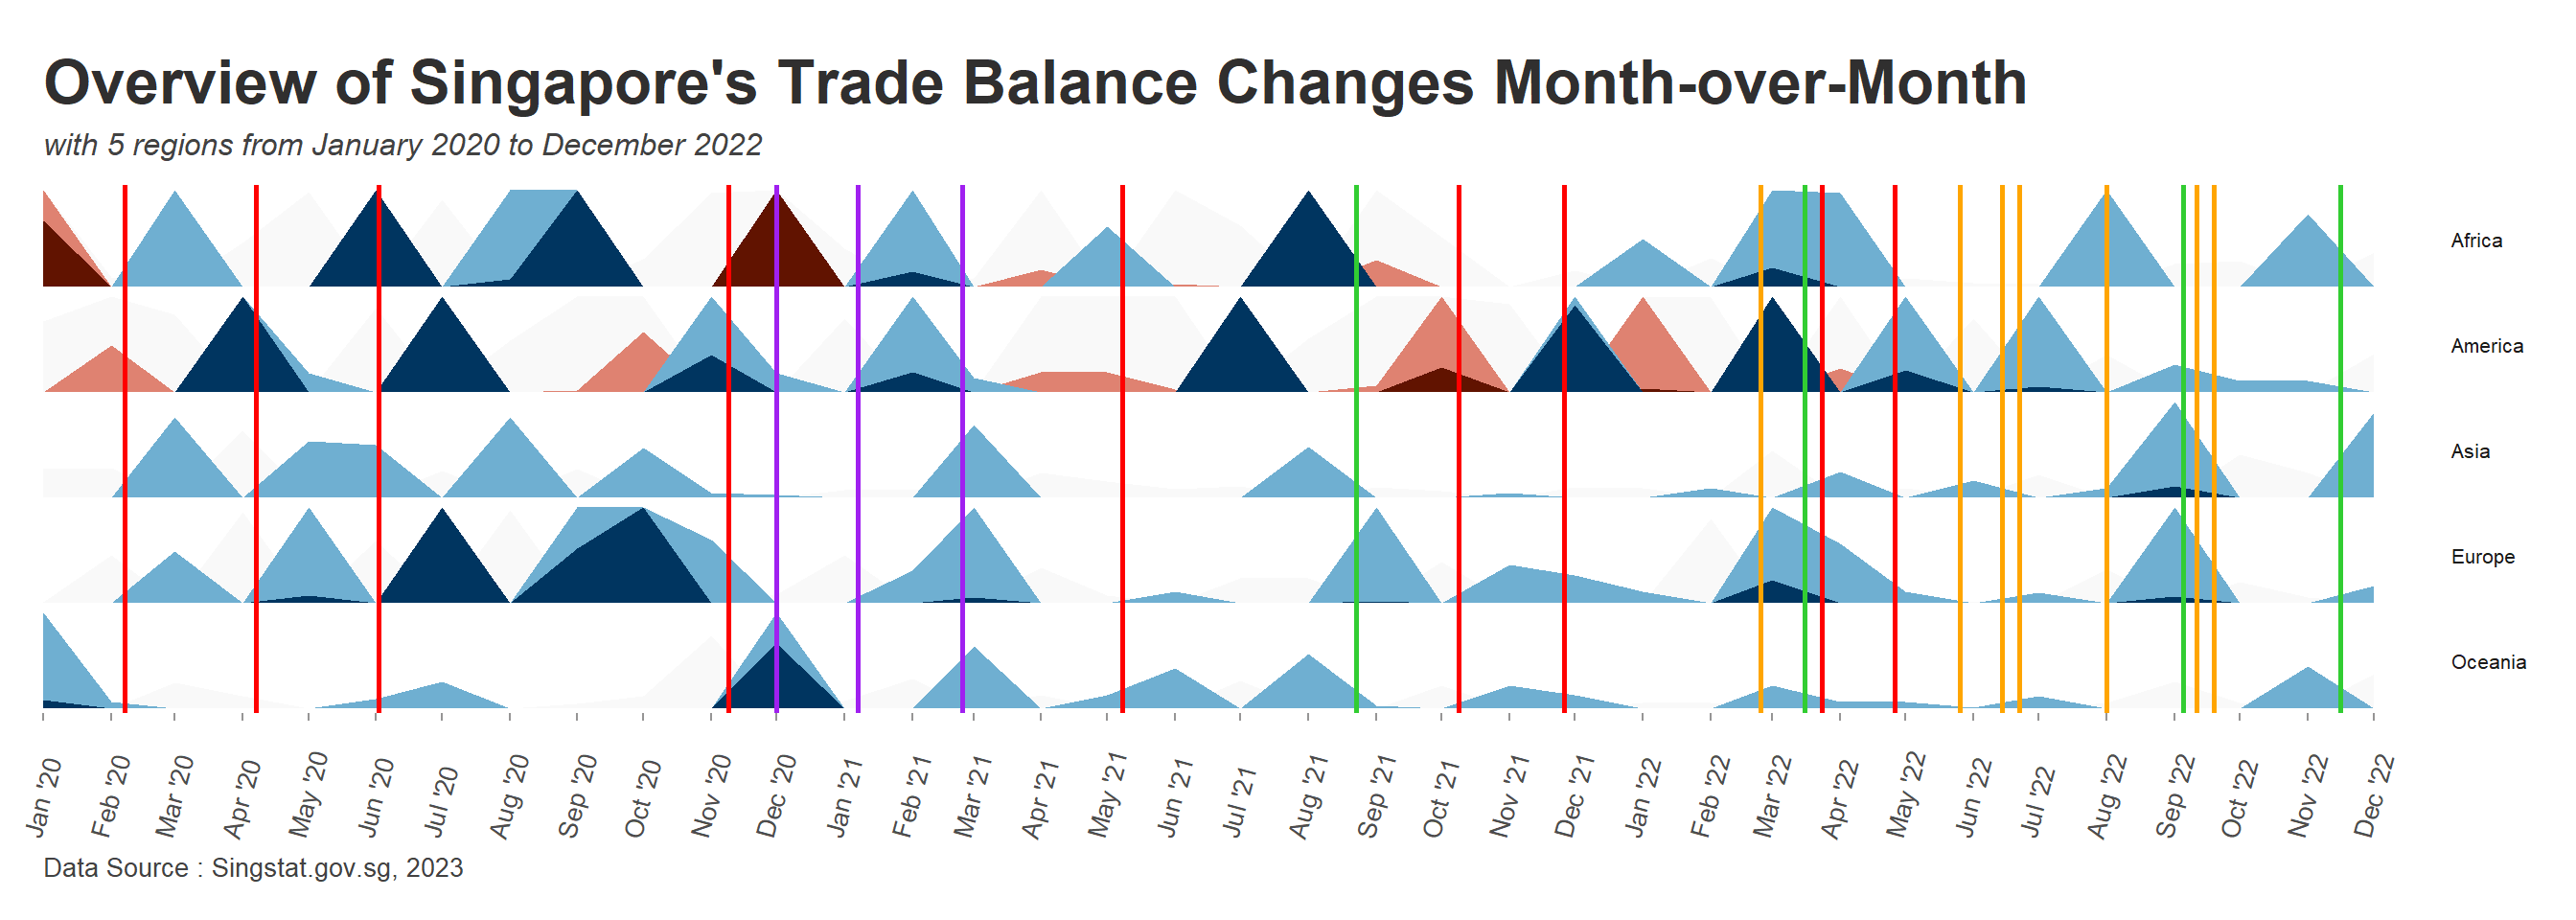 Overview of Singapore's Trade Balance Changes Month-over-Month
with 5 regions from January 2020 to December 2022
Africa
America
Asia
Europe
Oceania
Jan '20 Feb '20 Mar '20 Apr '20 May '20 Jun '20 Jul '20 Aug '20 Sep '20 Oct '20 Nov '20 Dec '20 Jan '21 Feb '21 Mar '21 Apr '21 May '21 Jun '21 Jul '21 Aug '21 Sep '21 Oct '21 Nov '21 Dec '21 Jan '22 Feb '22 Mar '22 Apr '22 May '22 Jun '22 Jul '22 Aug '22 Sep '22 Oct '22 Nov '22 Dec '22
Data Source : Singstat.gov.sg, 2023